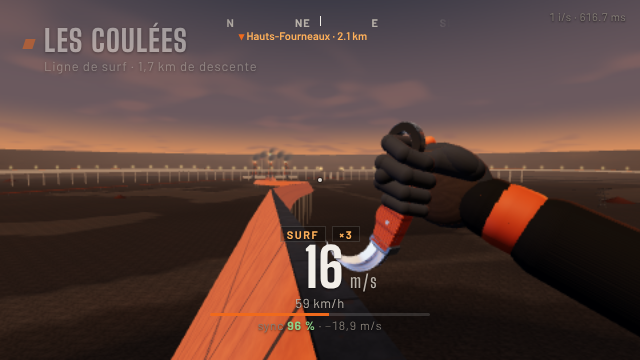 N NE E S
▼Hauts-Fourneaux · 2.1 km
1 i/s · 616,7 ms
LES COULÉES
Ligne de surf · 1,7 km de descente
SURF ×3
16 m/s
59 km/h
sync 96 % · −18,9 m/s